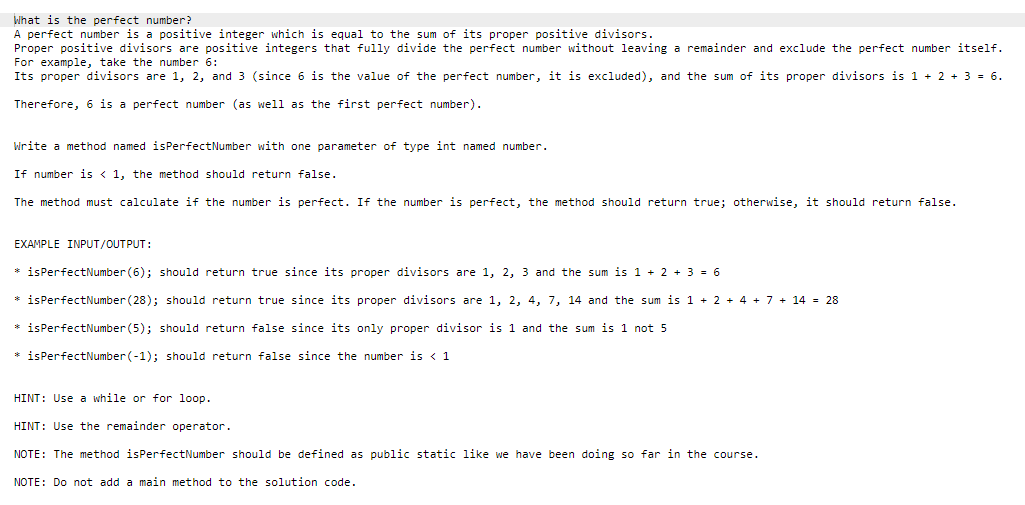 What is the perfect number?
A perfect number is a positive integer which is equal to the sum of its proper positive divisors.
Proper positive divisors are positive integers that fully divide the perfect number without leaving a remainder and exclude the perfect number itself.
For example, take the number 6:
Its proper divisors are 1, 2, and 3 (since 6 is the value of the perfect number, it is excluded), and the sum of its proper divisors is 1 + 2 + 3 = 6.
Therefore, 6 is a perfect number (as well as the first perfect number).
Write a method named isPerfectNumber with one parameter of type int named number.
If number is < 1, the method should return false.
The method must calculate if the number is perfect. If the number is perfect, the method should return true; otherwise, it should return false.
EXAMPLE INPUT/OUTPUT:
* isPerfectNumber(6); should return true since its proper divisors are 1, 2, 3 and the sum is 1 + 2 + 3 = 6
* isPerfectNumber(28); should return true since its proper divisors are 1, 2, 4, 7, 14 and the sum is 1 + 2 + 4 + 7 + 14 = 28
* isPerfectNumber(5); should return false since its only proper divisor is 1 and the sum is 1 not 5
* isPerfectNumber(-1); should return false since the number is < 1
HINT: Use a while or for loop.
HINT: Use the remainder operator.
NOTE: The method isPerfectNumber should be defined as public static like we have been doing so far in the course.
NOTE: Do not add a main method to the solution code.